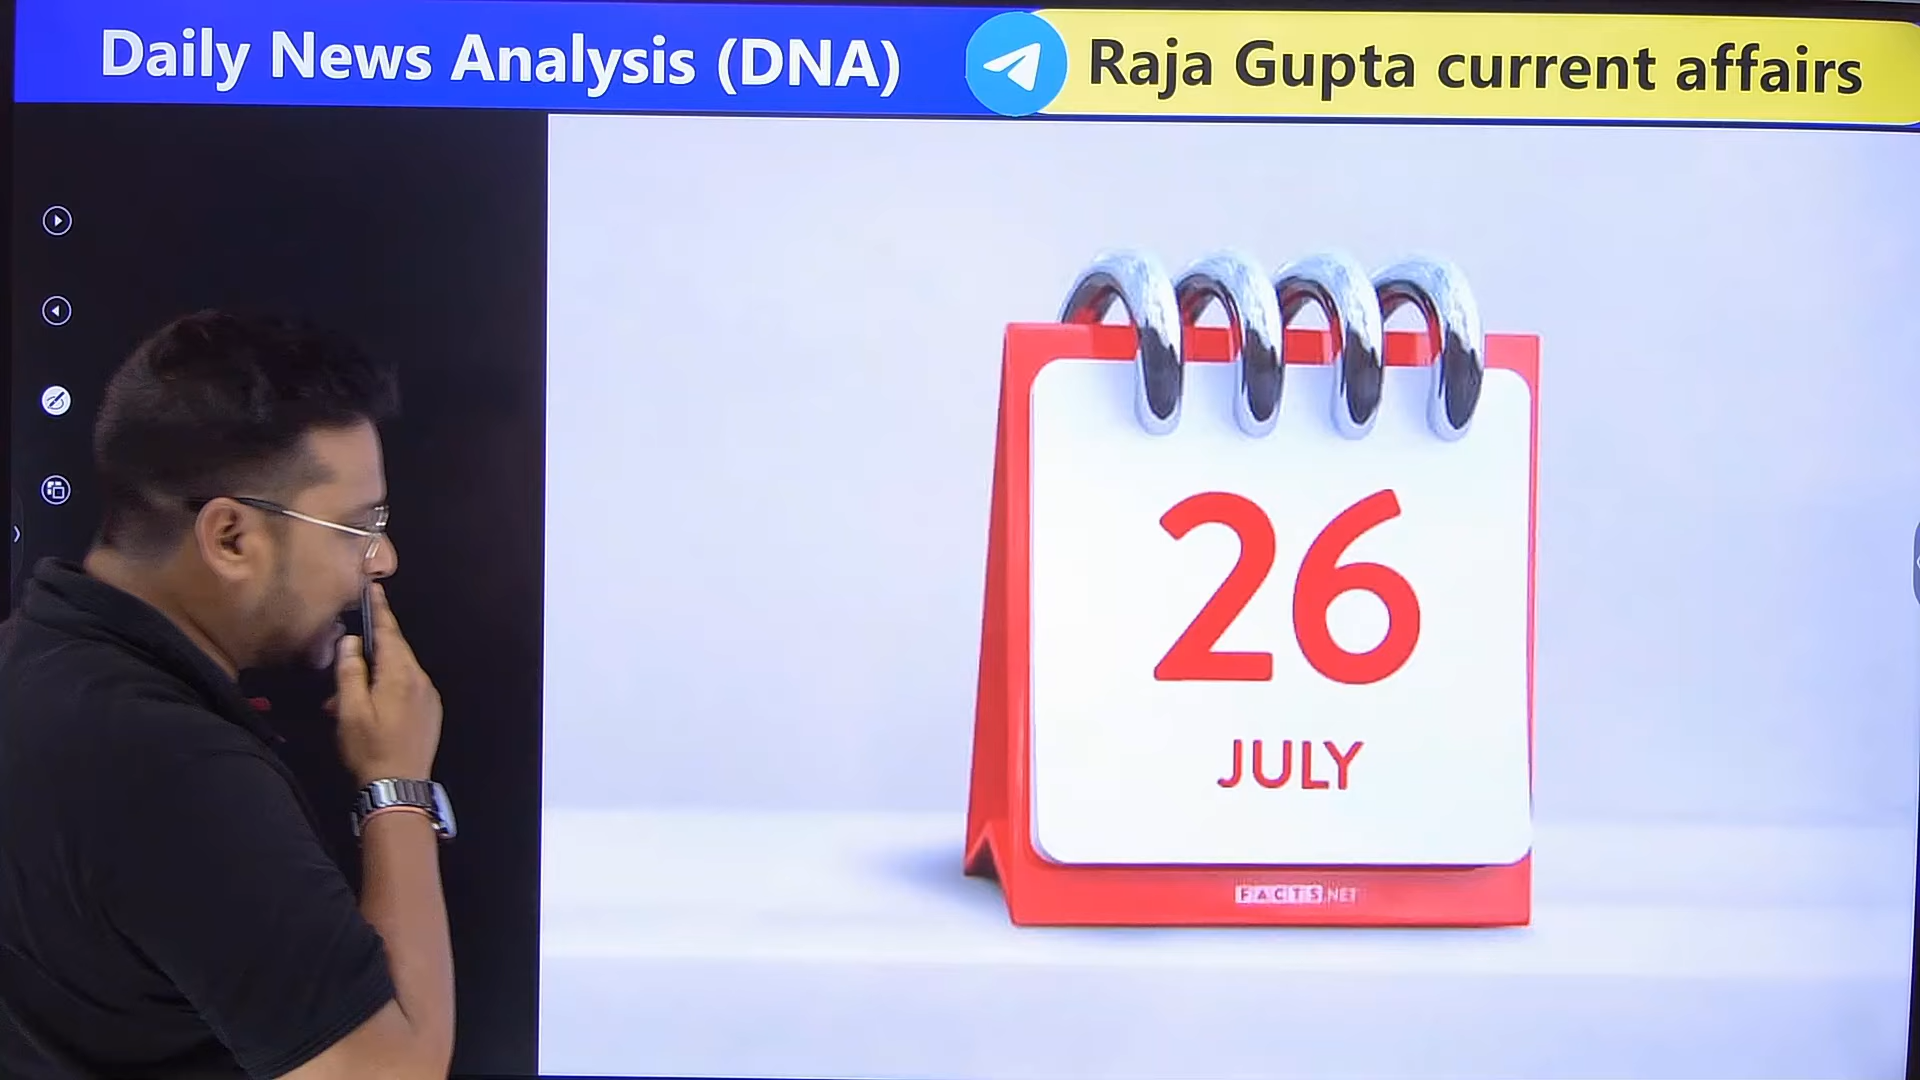 Daily News Analysis (DNA)
Raja Gupta current affairs
26
JULY
FACTS.NET